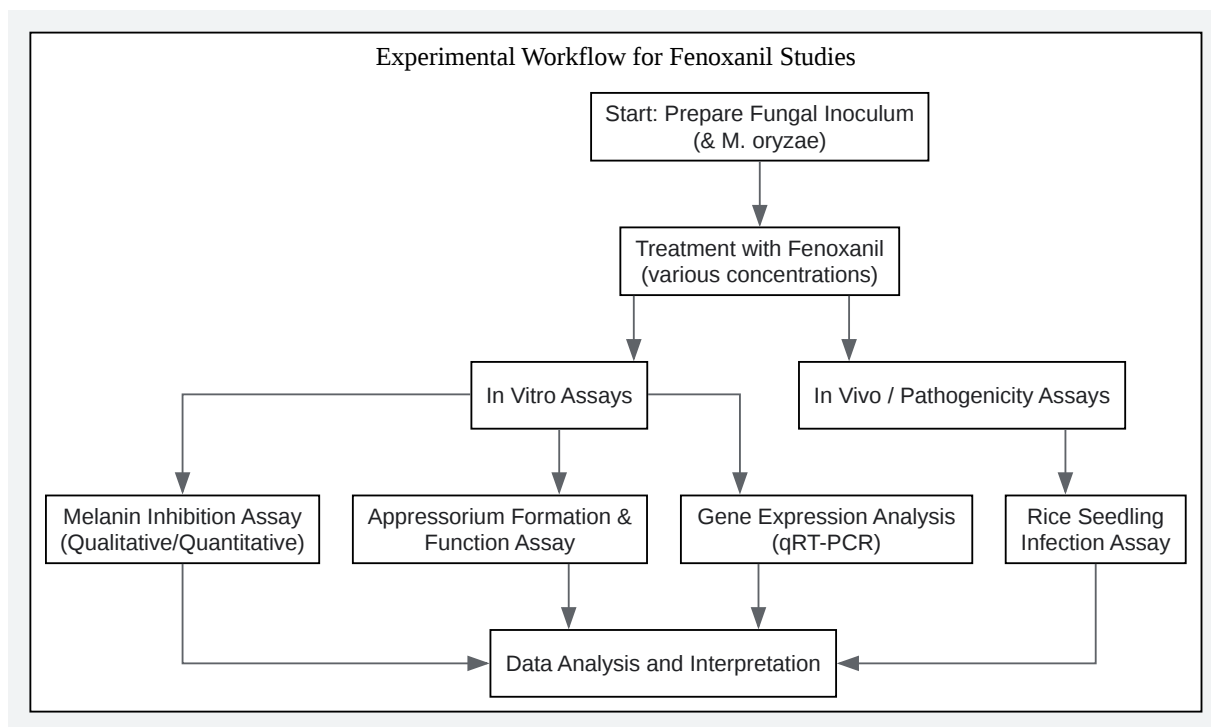 Experimental Workflow for Fenoxanil Studies
Start: Prepare Fungal Inoculum
(& M. oryzae)
Treatment with Fenoxanil
(various concentrations)
In Vitro Assays
In Vivo / Pathogenicity Assays
Melanin Inhibition Assay
(Qualitative/Quantitative)
Appressorium Formation &
Function Assay
Gene Expression Analysis
(qRT-PCR)
Rice Seedling
Infection Assay
Data Analysis and Interpretation